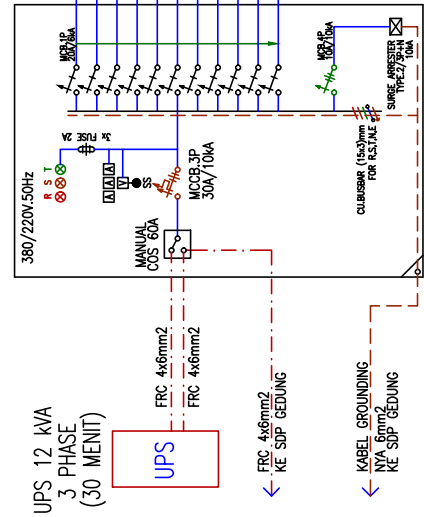 MCB.1P
20A/6kA
MCB.4P
10A/10kA
SURGE ARRESTER
TYPE.2/3P+N
10kA
3x FUSE 2A
CU.BUSBAR (15x3)mm
FOR R,S,T,N,E
R S T
A
A
A
V
SS
MCCB.3P
30A/10kA
380/220V.50Hz
MANUAL
COS 60A
FRC 4x6mm2
FRC 4x6mm2
FRC 4x6mm2
KE SDP GEDUNG
KABEL GROUNDING
NYA 6mm2
KE SDP GEDUNG
UPS 12 kVA
3 PHASE
(30 MENIT)
UPS